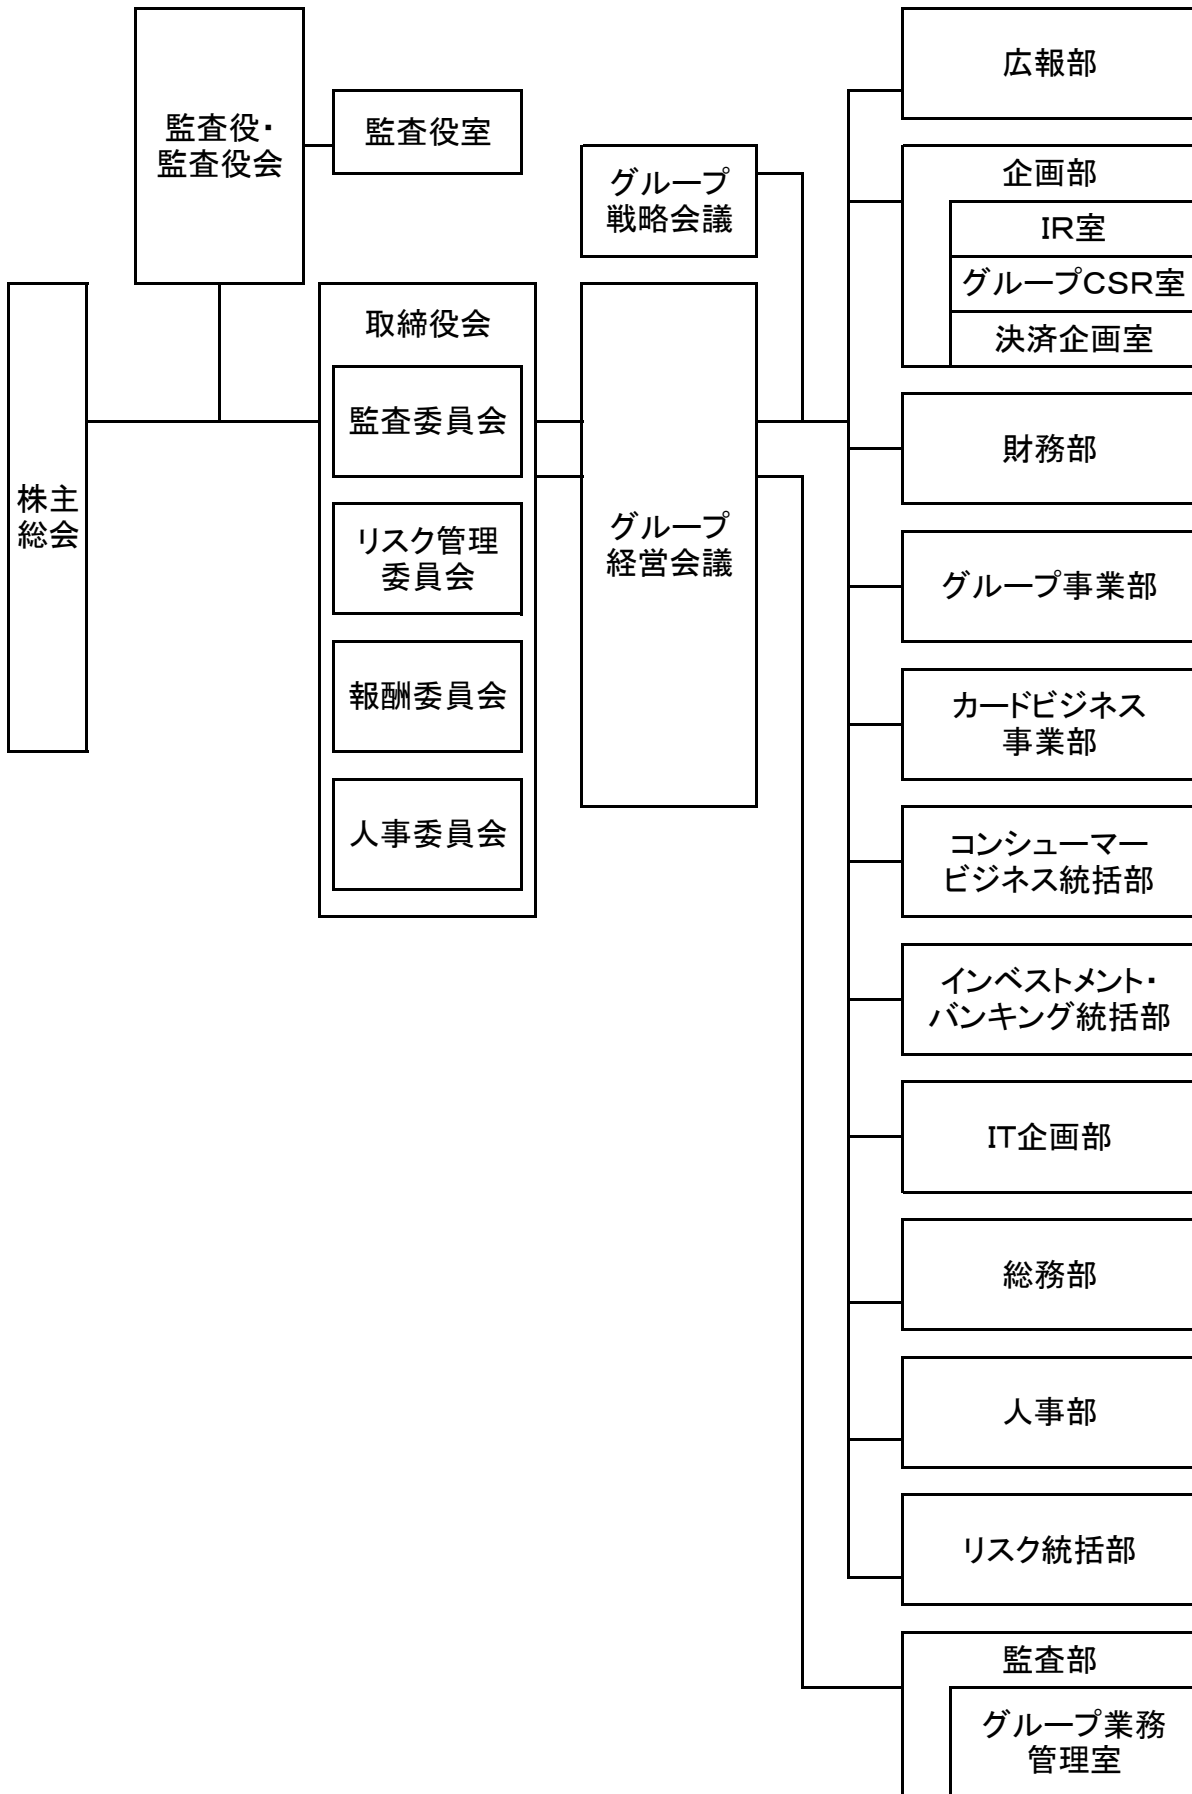 株主
総会
監査役・
監査役会
監査役室
取締役会
監査委員会
リスク管理
委員会
報酬委員会
人事委員会
グループ
戦略会議
グループ
経営会議
広報部
企画部
IR室
グループCSR室
決済企画室
財務部
グループ事業部
カードビジネス
事業部
コンシューマー
ビジネス統括部
インベストメント・
バンキング統括部
IT企画部
総務部
人事部
リスク統括部
監査部
グループ業務
管理室